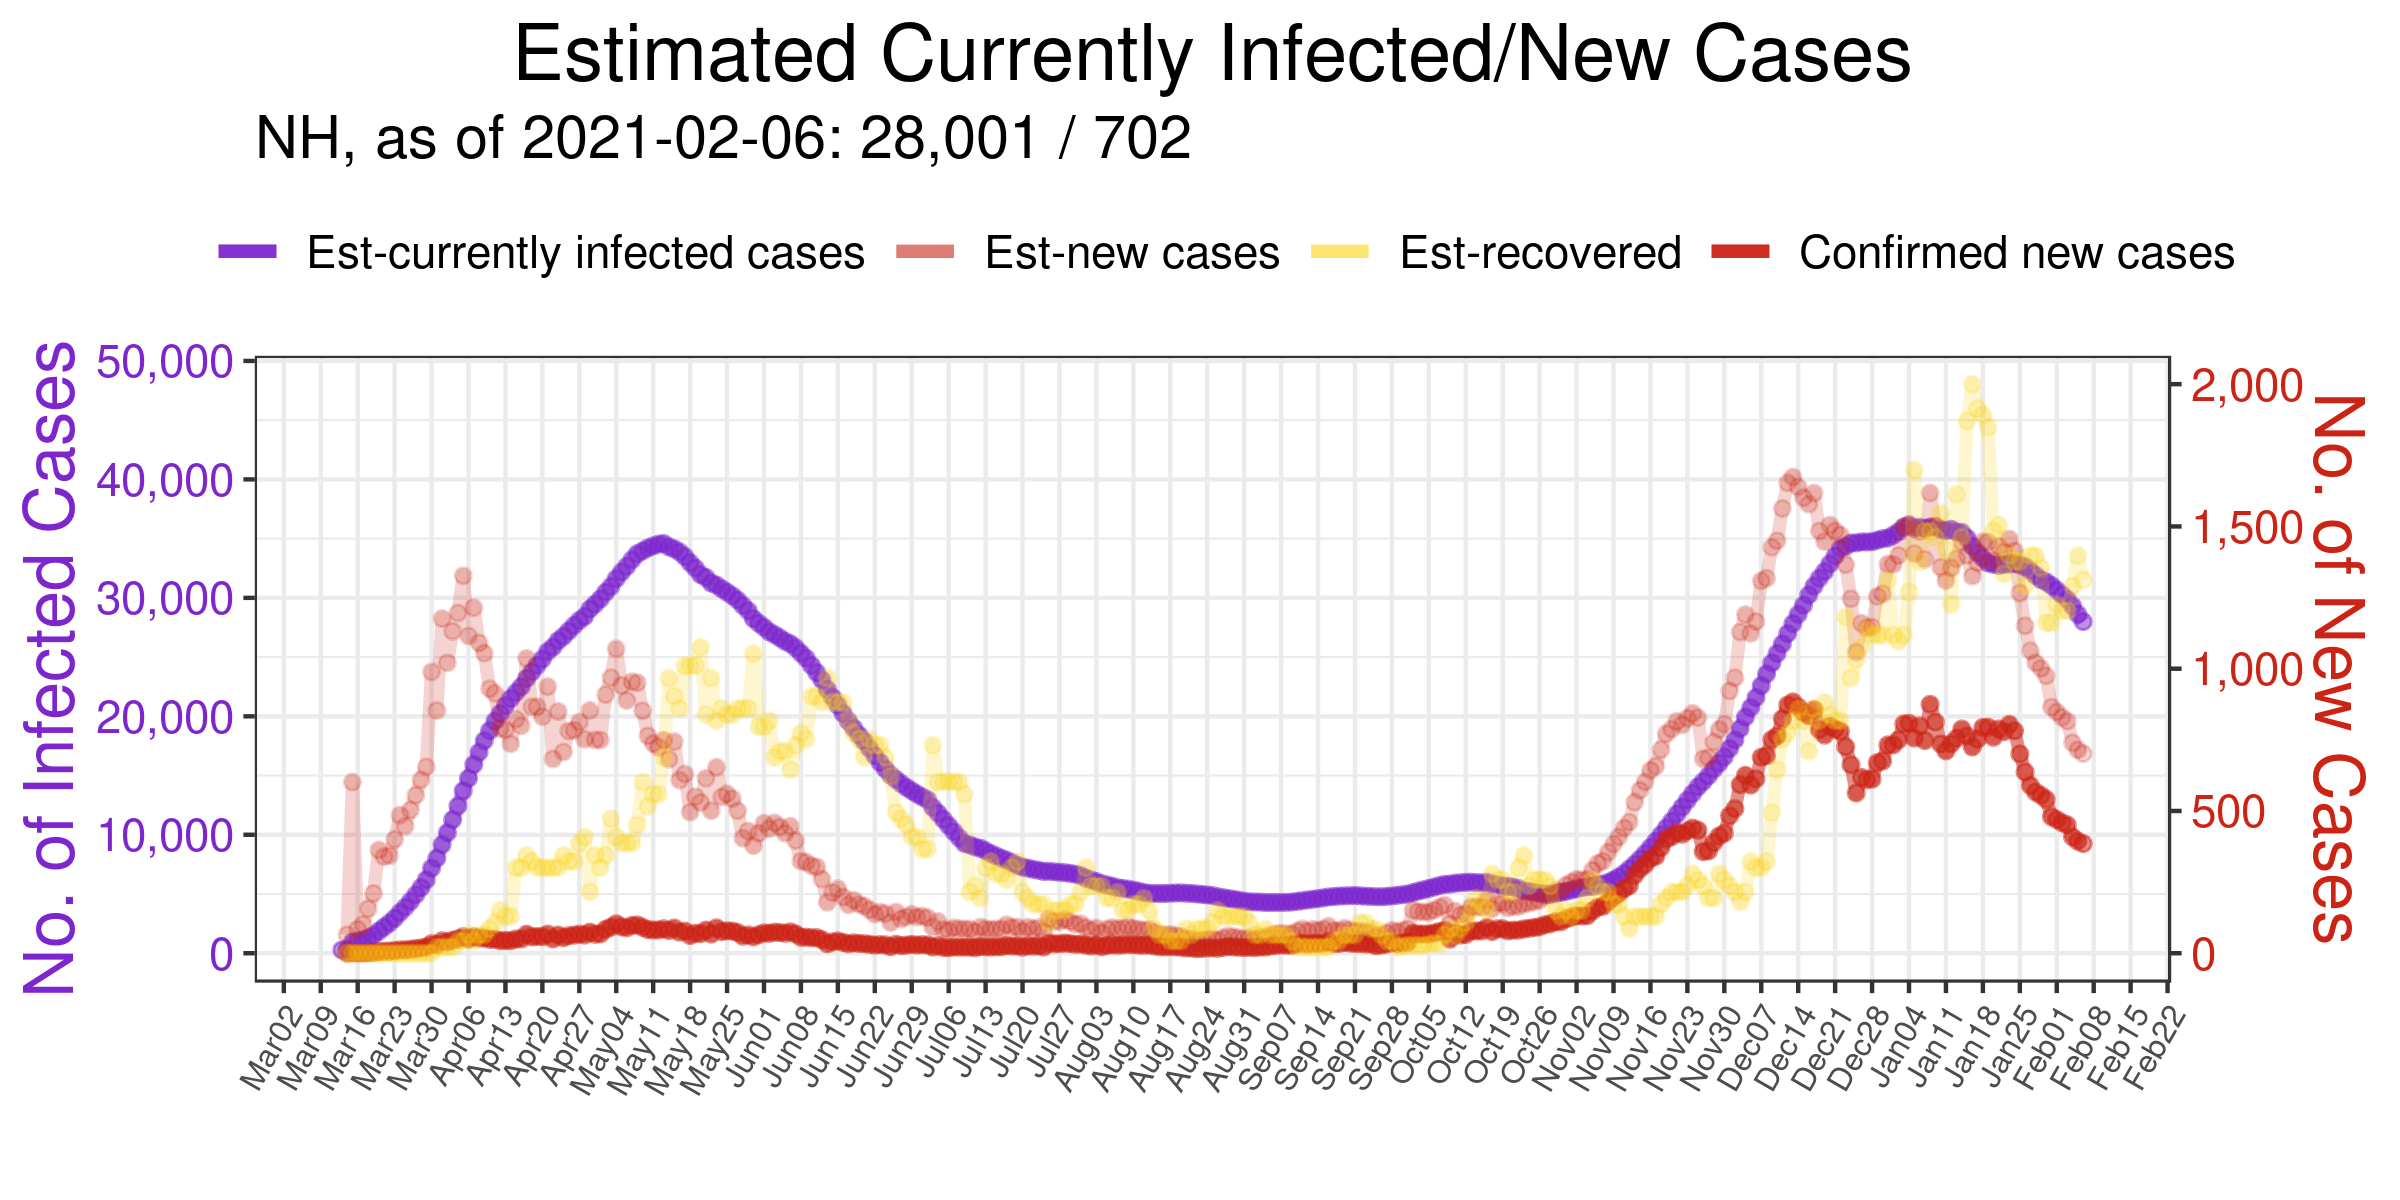 Estimated Currently Infected/New Cases
NH, as of 2021-02-06: 28,001 / 702
Est-currently infected cases Est-new cases Est-recovered Confirmed new cases
No. of Infected Cases
50,000
40,000
30,000
20,000
10,000
0
2,000
1,500
1,000
500
0
No. of New Cases
Mar02 Mar09 Mar16 Mar23 Mar30 Apr06 Apr13 Apr20 Apr27 May04 May11 May18 May25 Jun01 Jun08 Jun15 Jun22 Jun29 Jul06 Jul13 Jul20 Jul27 Aug03 Aug10 Aug17 Aug24 Aug31 Sep07 Sep14 Sep21 Sep28 Oct05 Oct12 Oct19 Oct26 Nov02 Nov09 Nov16 Nov23 Nov30 Dec07 Dec14 Dec21 Dec28 Jan04 Jan11 Jan18 Jan25 Feb01 Feb08 Feb15 Feb22